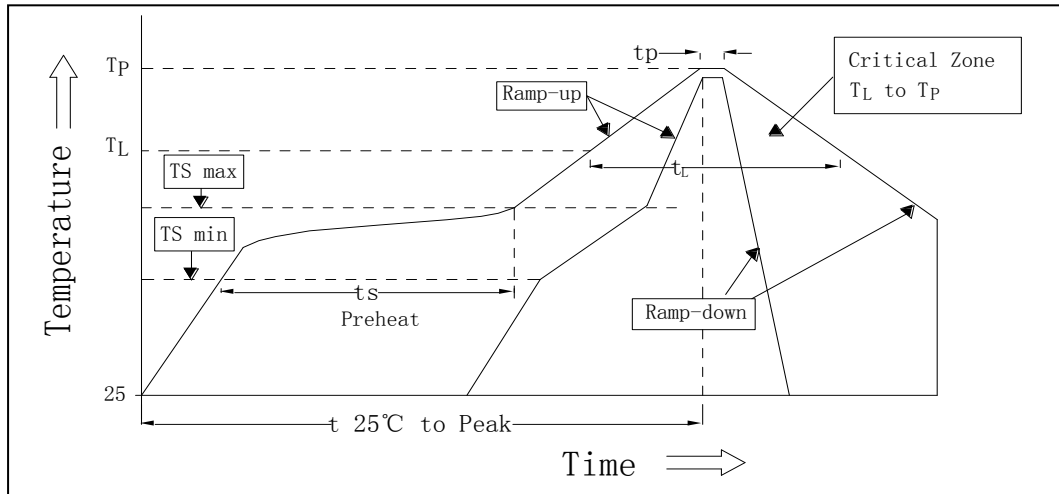 tp
Critical Zone
TL to TP
TP
Ramp-up
TL
tL
TS max
TS min
ts
Preheat
Ramp-down
25
t 25℃ to Peak
Temperature
Time